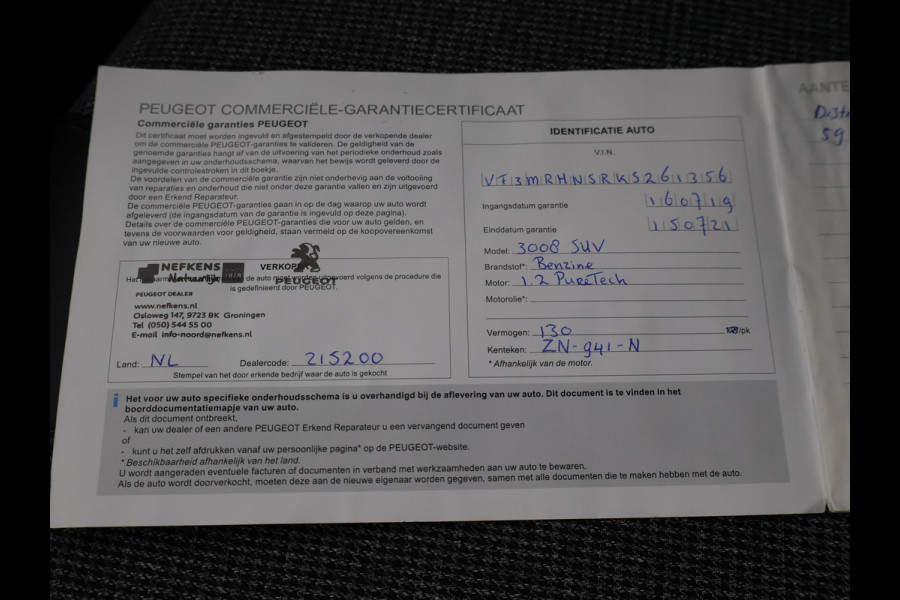 PEUGEOT COMMERCIËLE-GARANTIECERTIFICAAT
Commerciële garanties PEUGEOT
Dit certificaat moet worden ingevuld en afgestempeld door de verkopende dealer
om de commerciële PEUGEOT-garanties te valideren. De geldigheid van
genoemde garanties hangt af van de uitvoering van het periodieke onderhoud zoals
aangegeven in uw onderhoudsschema, waarvan het bewijs wordt geleverd door de
ingevulde controlestroken in dit boekje.
De voordelen van de commerciële garantie zijn niet onderhevig aan de voltooiing
van reparaties en onderhoud die niet onder deze garantie vallen en zijn uitgevoerd
door een Erkend Reparateur.
De commerciële PEUGEOT-garanties gaan in op de dag waarop uw auto wordt
afgeleverd (de ingangsdatum van de garantie is ingevuld op deze pagina).
Details over de commerciële PEUGEOT-garanties die voor uw auto gelden, en
tevens de voorwaarden voor geldigheid, staan vermeld op de koopovereenkomst
van uw nieuwe auto.
NEFKENS
Natuurlijk
PEUGEOT
de auto moet worden uitgevoerd volgens de procedure die
is gedefinieerd door PEUGEOT.
PEUGEOT DEALER
www.nefkens.nl
Osloweg 147, 9723 BK Groningen
Tel (050) 544 55 00
E-mail info-noord@nefkens.nl
Land: NL Dealercode: 215200
Stempel van het door erkende bedrijf waar de auto is gekocht
IDENTIFICATIE AUTO
V.I.N.
VF3MRHNSRKS261356
Ingangsdatum garantie 160719
Einddatum garantie 150721
Model: 3008 SUV
Brandstof*: Benzine
Motor: 1.2 PureTech
Motorolie*:
Vermogen: 130 /pk
Kenteken: ZN-941-N
* Afhankelijk van de motor.
Het voor uw auto specifieke onderhoudsschema is u overhandigd bij de aflevering van uw auto. Dit document is te vinden in het
boorddocumentatiemapje van uw auto.
Als dit document ontbreekt,
- kan uw dealer of een andere PEUGEOT Erkend Reparateur u een vervangend document geven
of
- kunt u het zelf afdrukken vanaf uw persoonlijke pagina* op de PEUGEOT-website.
* Beschikbaarheid afhankelijk van het land.
U wordt aangeraden eventuele facturen of documenten in verband met werkzaamheden aan uw auto te bewaren.
Als de auto wordt doorverkocht, moeten deze aan de nieuwe eigenaar worden gegeven, samen met alle documenten die te maken hebben met de auto.